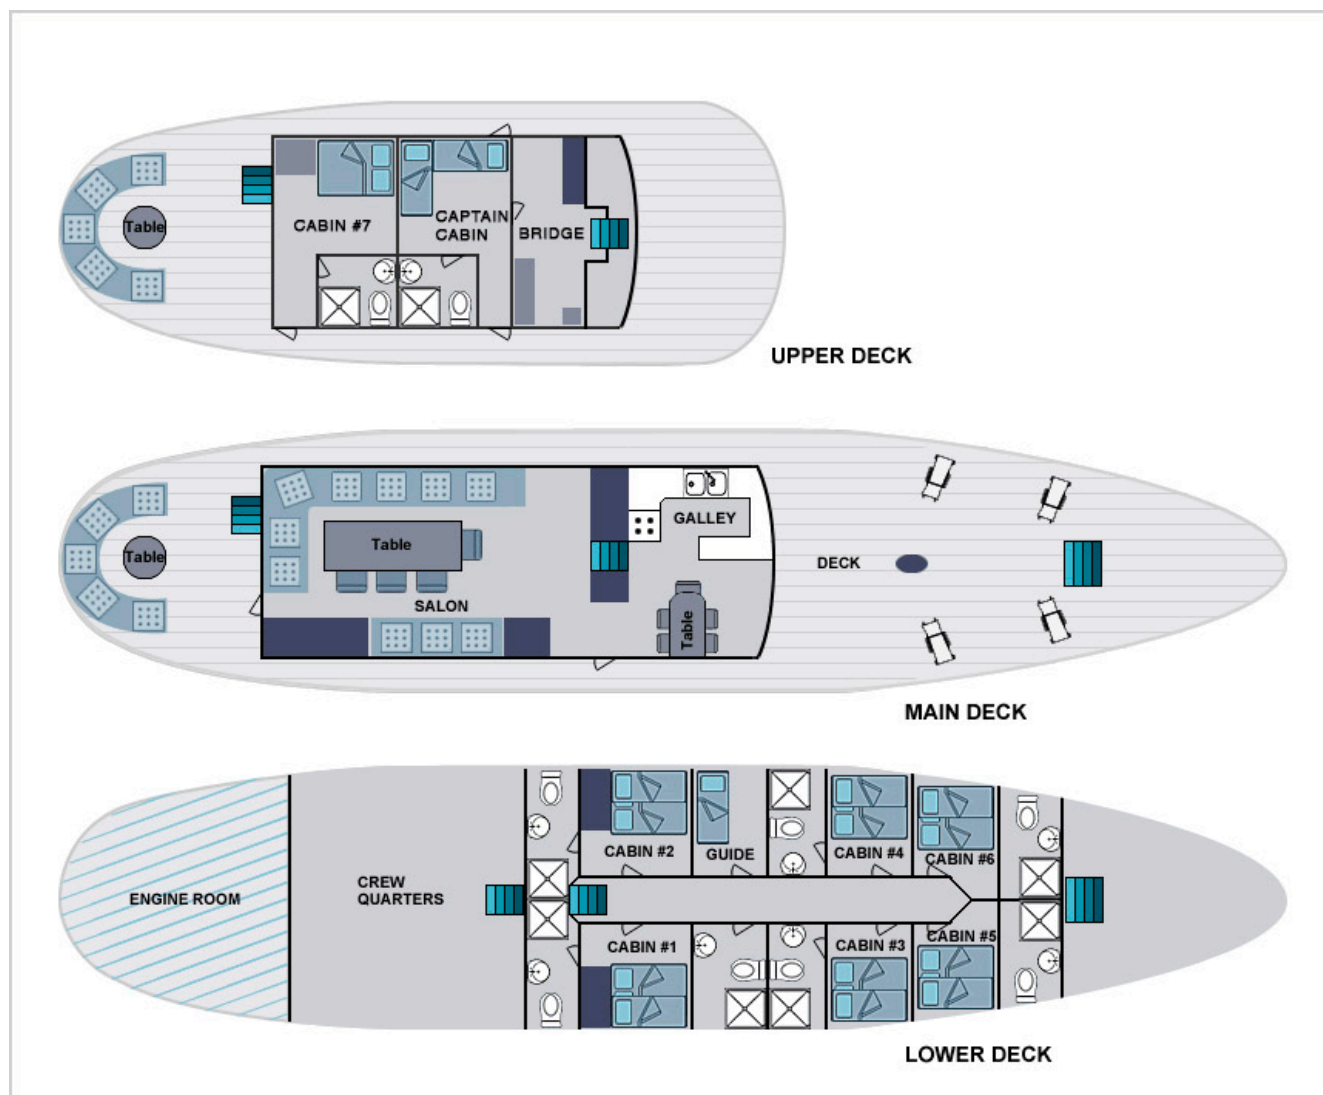 Table
CABIN #7
CAPTAIN
CABIN
BRIDGE
UPPER DECK
Table
Table
SALON
GALLEY
Table
DECK
MAIN DECK
ENGINE ROOM
CREW
QUARTERS
CABIN #2
GUIDE
CABIN #4
CABIN #6
CABIN #1
CABIN #3
CABIN #5
LOWER DECK